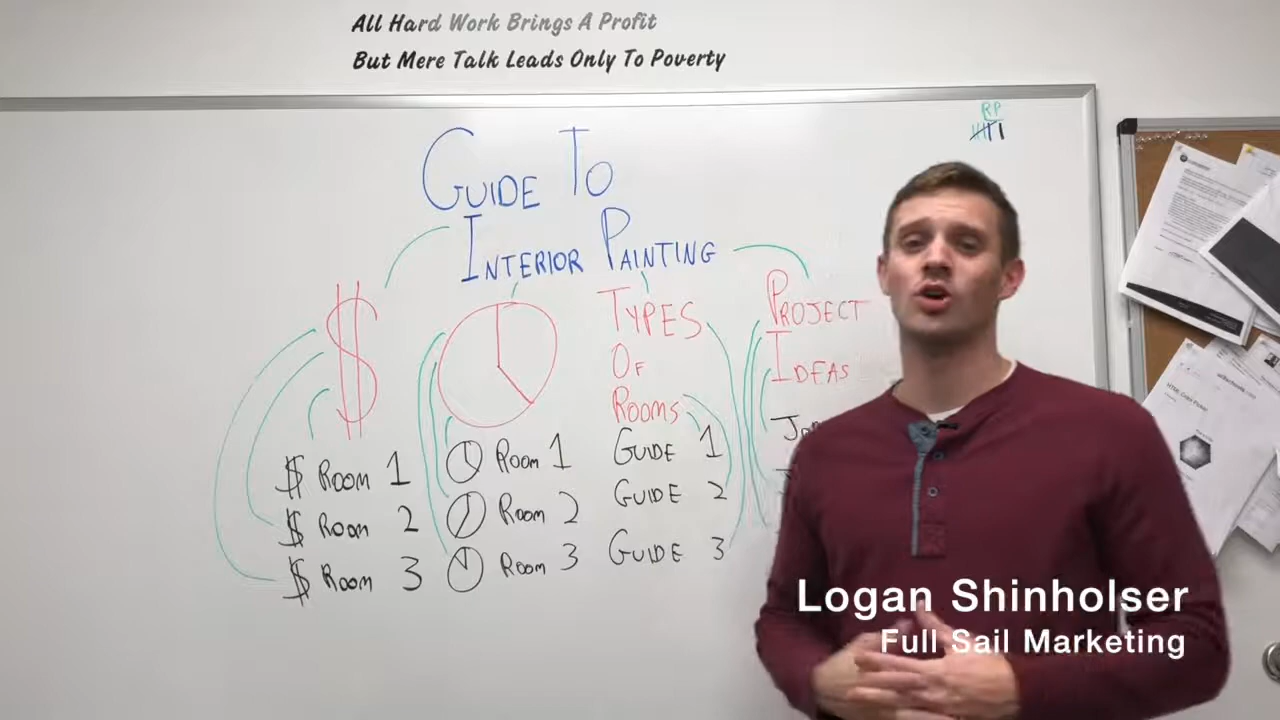 All Hard Work Brings A Profit
But Mere Talk Leads Only To Poverty
RP
GUIDE TO
INTERIOR PAINTING
$
TYPES
OF
ROOMS
PROJECT
IDEAS
$ ROOM 1
$ ROOM 2
$ ROOM 3
ROOM 1
ROOM 2
ROOM 3
GUIDE 1
GUIDE 2
GUIDE 3
Logan Shinholser
Full Sail Marketing